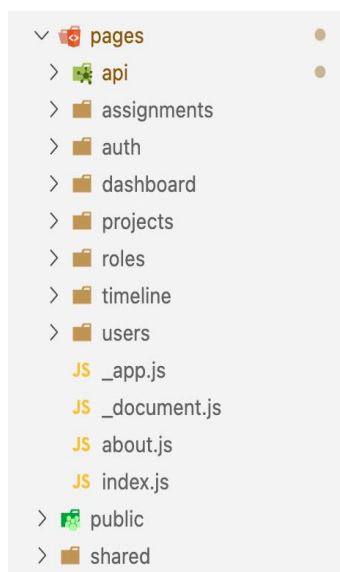 pages
api
assignments
auth
dashboard
projects
roles
timeline
users
JS _app.js
JS _document.js
JS about.js
JS index.js
public
shared